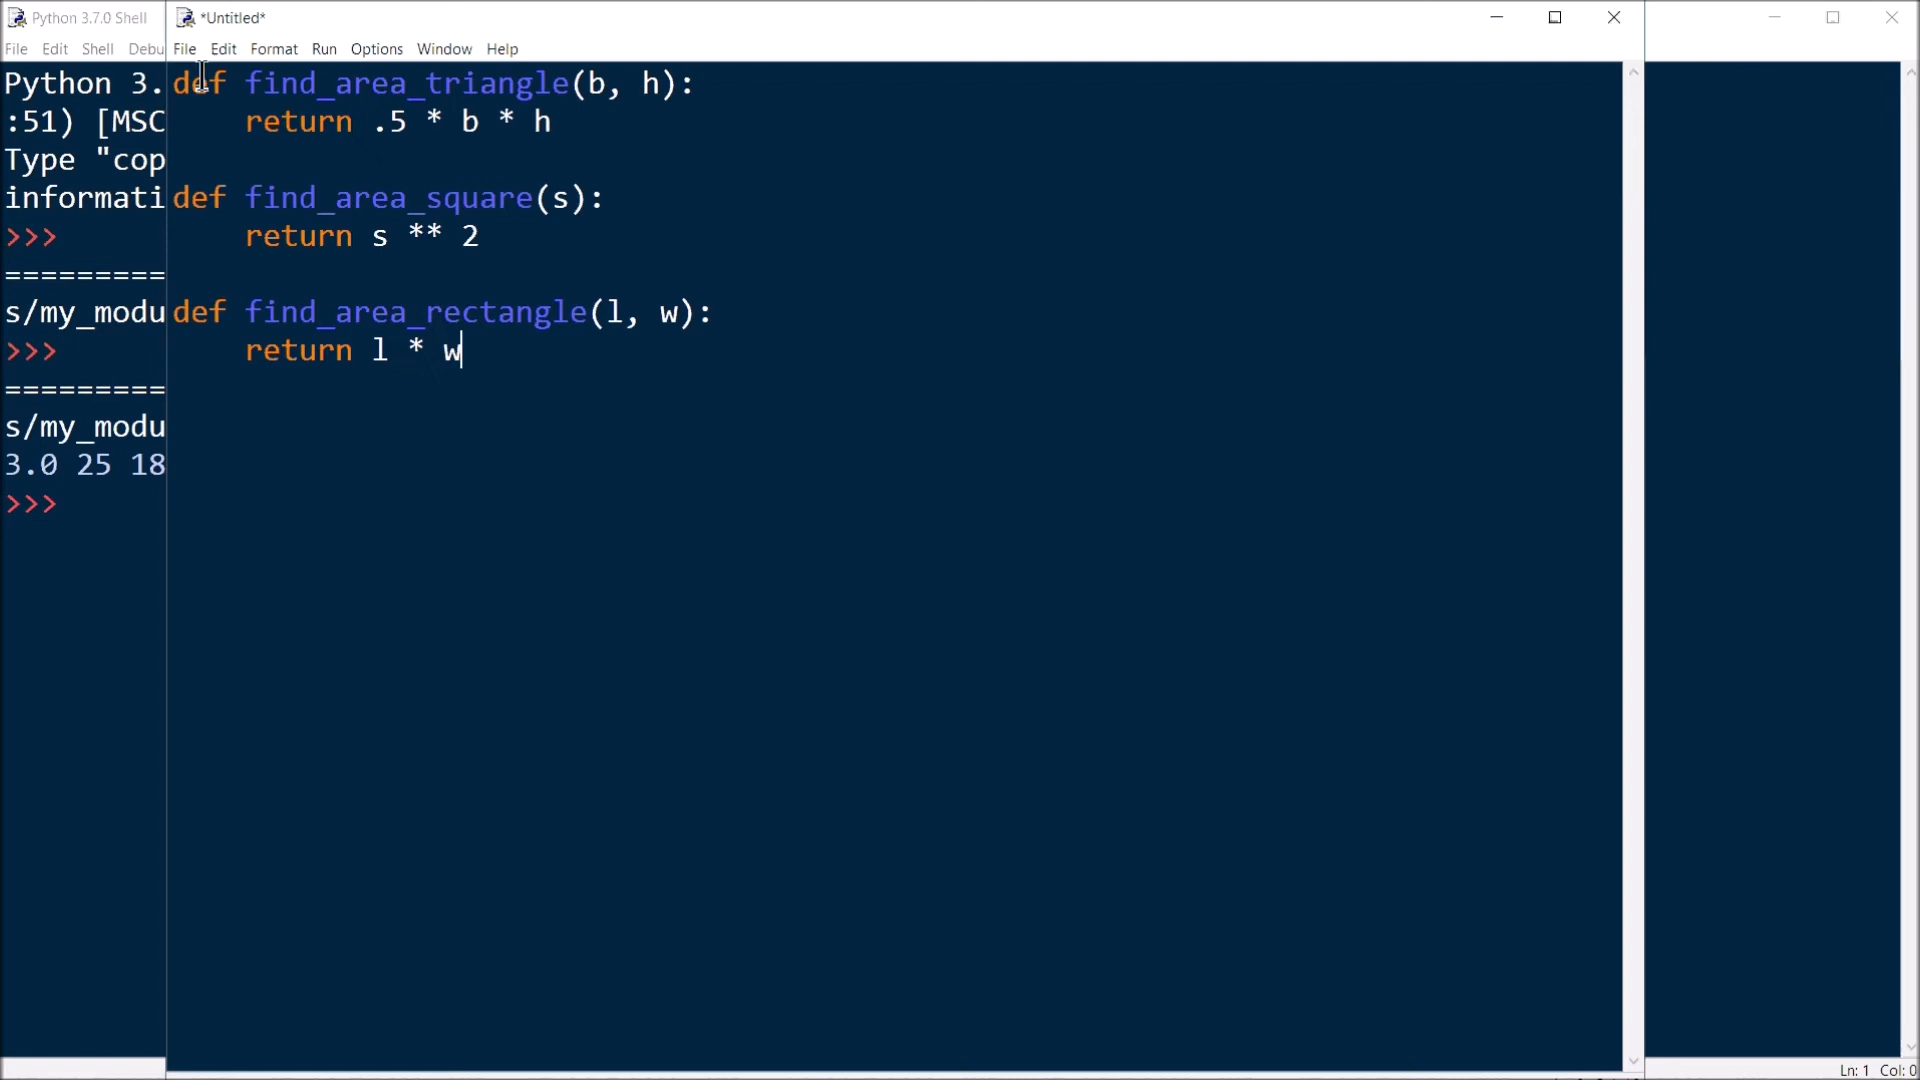 Python 3.7.0 Shell
File Edit Shell Debu
Python 3.
:51) [MSC
Type "cop
informati
>>>
=========
s/my_modu
>>>
=========
s/my_modu
3.0 25 18
>>>
*Untitled*
File Edit Format Run Options Window Help
def find_area_triangle(b, h):
    return .5 * b * h
def find_area_square(s):
    return s ** 2
def find_area_rectangle(l, w):
    return l * w
Ln: 1 Col: 0